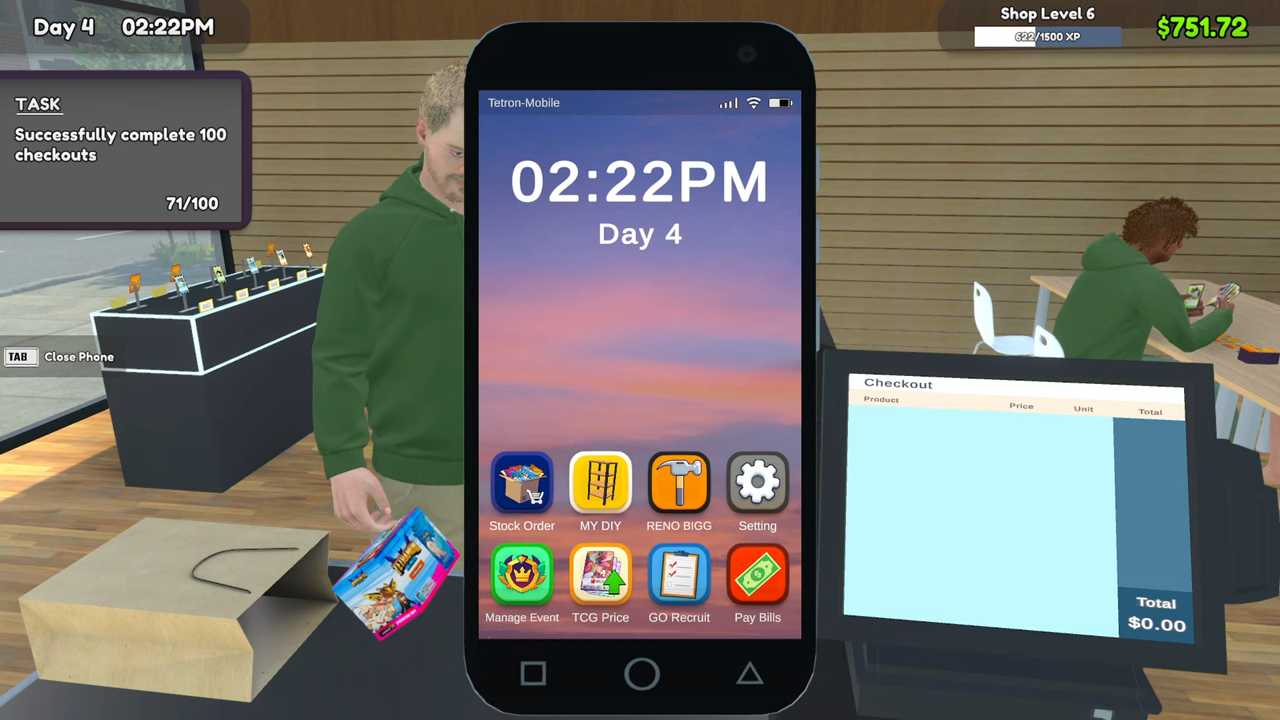 Day 4 02:22PM
Shop Level 6
622/1500 XP
$751.72
TASK
Successfully complete 100
checkouts
71/100
TAB Close Phone
Tetron-Mobile
02:22PM
Day 4
Stock Order MY DIY RENO BIGG Setting
Manage Event TCG Price GO Recruit Pay Bills
Checkout
Product Price Unit Total
Total
$0.00